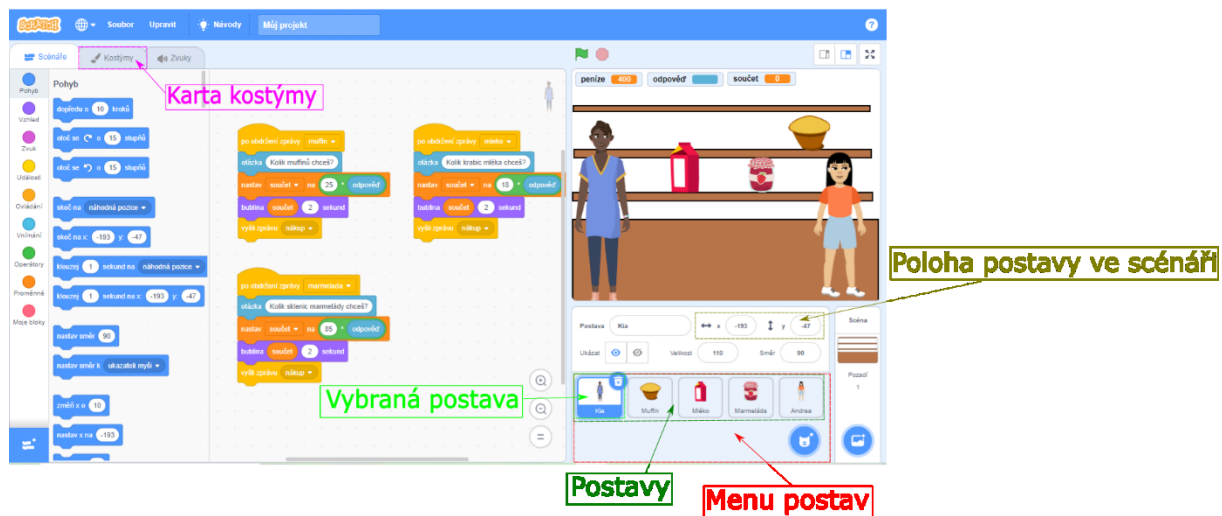 SCRATCH Soubor Upravit Návody Můj projekt ?
Scénáře Kostýmy Zvuky
Karta kostýmy
Pohyb
Vzhled
Zvuk
Události
Ovládání
Vnímání
Operátory
Proměnné
Moje bloky
Pohyb
dopředu o 10 kroků
otoč se o 15 stupňů
otoč se o 15 stupňů
skoč na náhodná pozice
skoč na x: -193 y: -47
klouzej 1 sekund na náhodná pozice
klouzej 1 sekund na x: -193 y: -47
nastav směr 90
nastav směr k ukazateli myši
změň x o 10
nastav x na -193
po obdržení zprávy muffin
otázka Kolik muffinů chceš?
nastav součet na 25 * odpověď
bublina součet 2 sekund
vyšli zprávu nákup
po obdržení zprávy mleko
otázka Kolik krabic mléka chceš?
nastav součet na 18 * odpověď
bublina součet 2 sekund
vyšli zprávu nákup
po obdržení zprávy marmelada
otázka Kolik sklenic marmelády chceš?
nastav součet na 85 * odpověď
bublina součet 2 sekund
vyšli zprávu nákup
peníze 400 odpověď součet 0
Poloha postavy ve scénáři
Postava Kia x -193 y -47
Ukázat Velikost 110 Směr 90
Scéna
Pozadí
1
Vybraná postava
Kia Muffin Mléko Marmeláda Andrea
Postavy
Menu postav